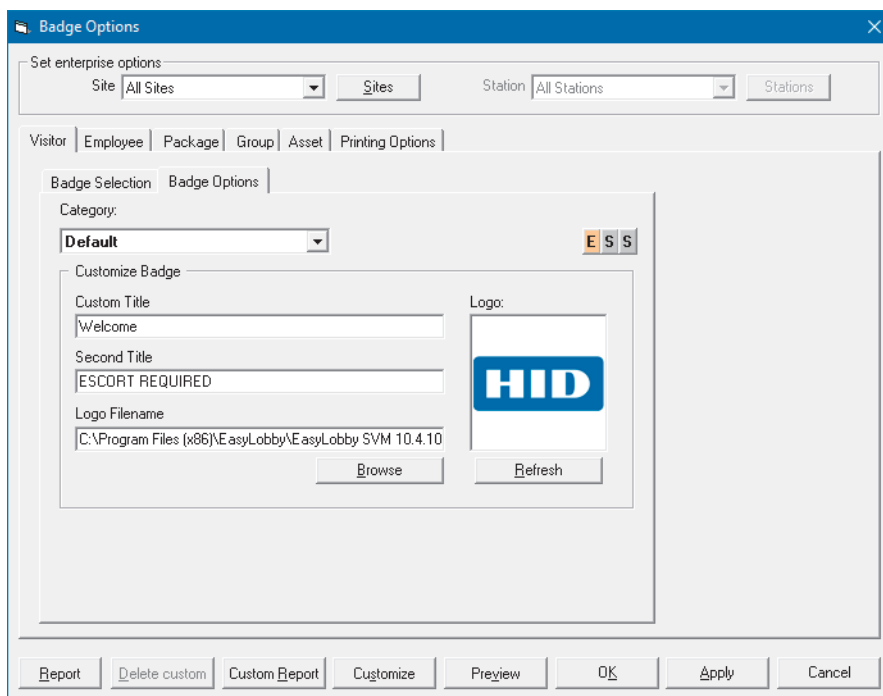 Badge Options
Set enterprise options
Site All Sites Sites Station All Stations Stations
Visitor Employee Package Group Asset Printing Options
Badge Selection Badge Options
Category:
Default E S S
Customize Badge
Custom Title Logo:
Welcome
Second Title
ESCORT REQUIRED
HID
Logo Filename
C:\Program Files (x86)\EasyLobby\EasyLobby SVM 10.4.10
Browse Refresh
Report Delete custom Custom Report Customize Preview OK Apply Cancel